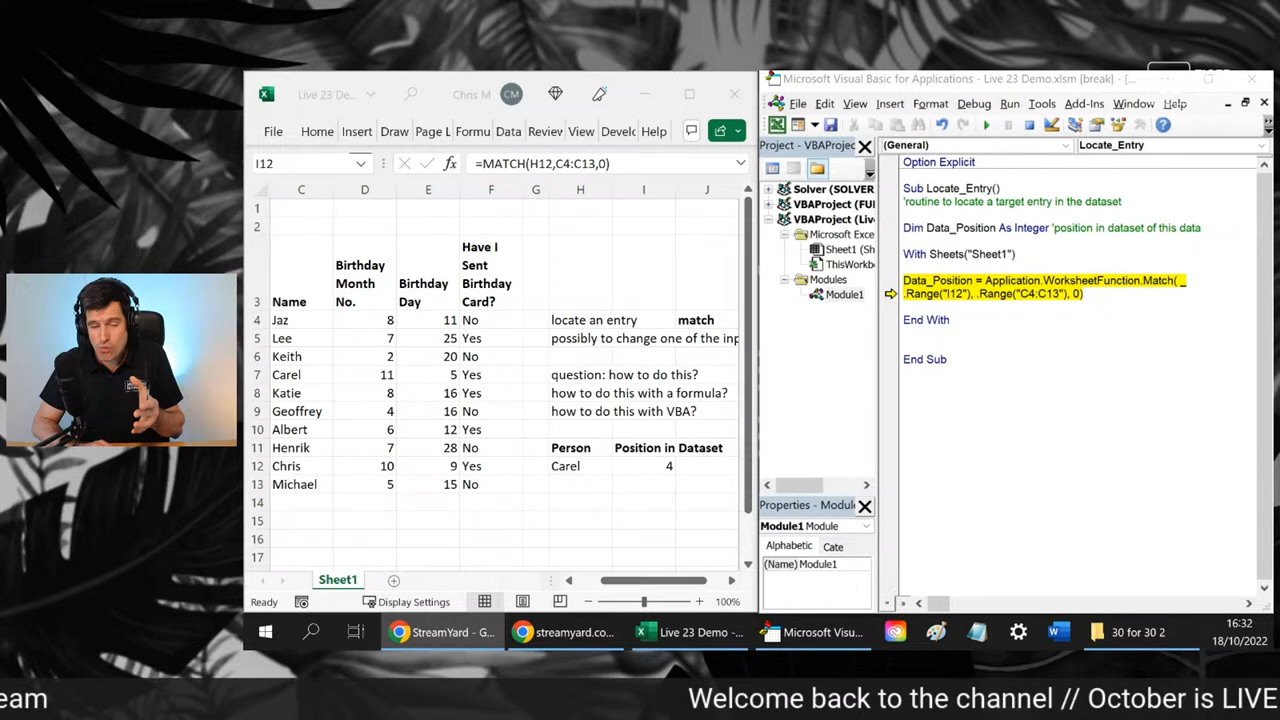 Live 23 De...
Chris M
CM
File Home Insert Draw Page L Formu Data Review View Develo Help
I12
=MATCH(H12,C4:C13,0)
C D E F G H I J
1
2
3 Name Birthday Month No. Birthday Day Have I Sent Birthday Card?
4 Jaz 8 11 No locate an entry match
5 Lee 7 25 Yes possibly to change one of the inp
6 Keith 2 20 No
7 Carel 11 5 Yes question: how to do this?
8 Katie 8 16 Yes how to do this with a formula?
9 Geoffrey 4 16 No how to do this with VBA?
10 Albert 6 12 Yes
11 Henrik 7 28 No Person Position in Dataset
12 Chris 10 9 Yes Carel 4
13 Michael 5 15 No
14
15
16
17
Sheet1
Ready Display Settings 100%
Microsoft Visual Basic for Applications - Live 23 Demo.xlsm [break] - [...
File Edit View Insert Format Debug Run Tools Add-Ins Window Help
Project - VBAProjec
Solver (SOLVER
VBAProject (FU
VBAProject (Liv
Microsoft Exce
Sheet1 (Sh
ThisWorkb
Modules
Module1
Properties - Modul
Module1 Module
Alphabetic Cate
(Name) Module1
(General) Locate_Entry
Option Explicit
Sub Locate_Entry()
'routine to locate a target entry in the dataset
Dim Data_Position As Integer 'position in dataset of this data
With Sheets("Sheet1")
Data_Position = Application.WorksheetFunction.Match( _
.Range("I12"), .Range("C4:C13"), 0)
End With
End Sub
StreamYard - G... streamyard.co... Live 23 Demo -... Microsoft Visu... 30 for 30 2
16:32
18/10/2022
eam Welcome back to the channel // October is LIVE